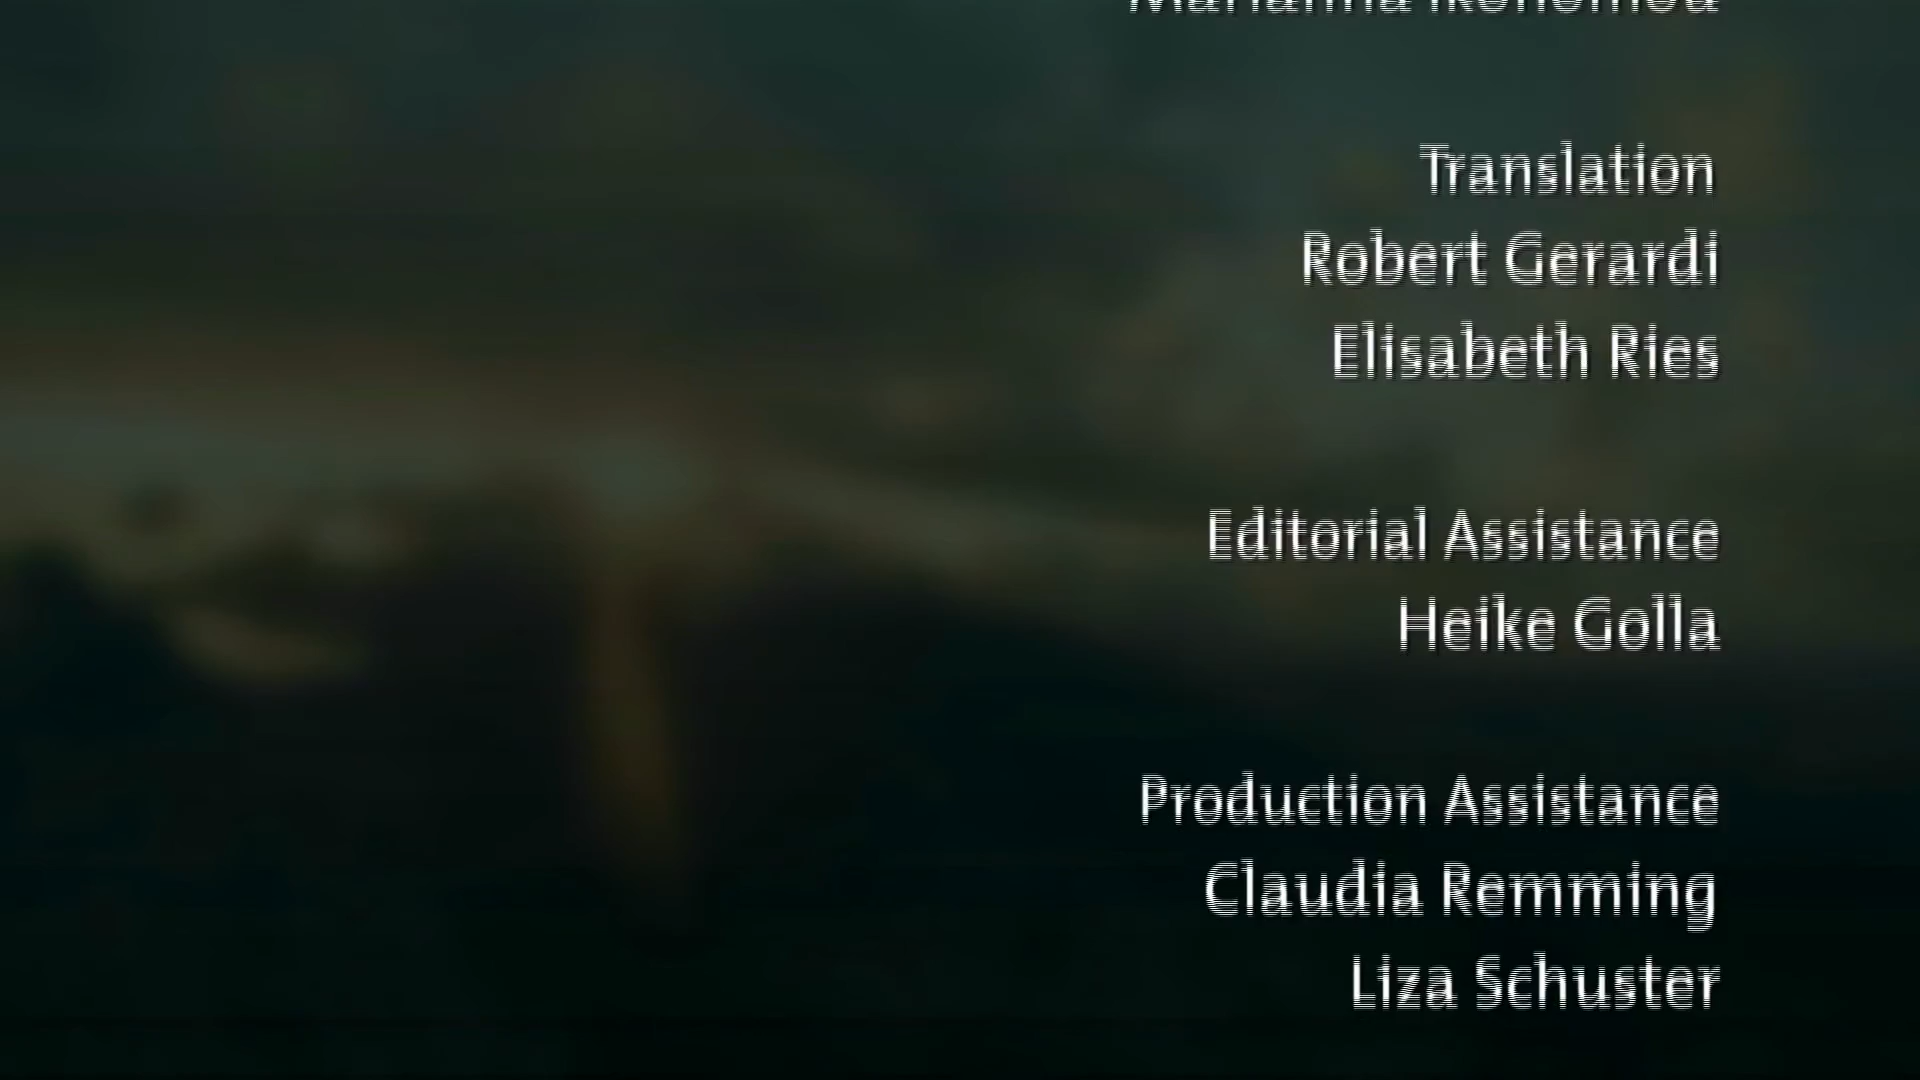 Translation
Robert Gerardi
Elisabeth Ries
Editorial Assistance
Heike Golla
Production Assistance
Claudia Remming
Liza Schuster